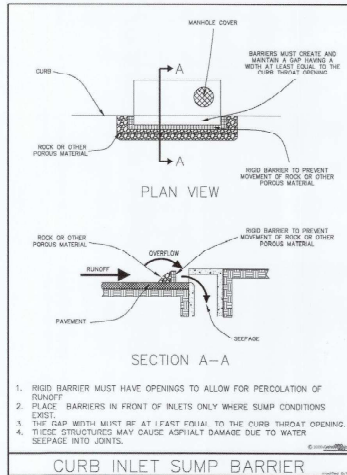 MANHOLE COVER
A
BARRIERS MUST CREATE AND
MAINTAIN A GAP HAVING A
WIDTH AT LEAST EQUAL TO THE
CURB THROAT OPENING
CURB
ROCK OR OTHER
POROUS MATERIAL
A
RIGID BARRIER TO PREVENT
MOVEMENT OF ROCK OR OTHER
POROUS MATERIAL
PLAN VIEW
ROCK OR OTHER
POROUS MATERIAL
OVERFLOW
RIGID BARRIER TO PREVENT
MOVEMENT OF ROCK OR OTHER
POROUS MATERIAL
RUNOFF
PAVEMENT
SEEPAGE
SECTION A-A
1. RIGID BARRIER MUST HAVE OPENINGS TO ALLOW FOR PERCOLATION OF
RUNOFF
2. PLACE BARRIERS IN FRONT OF INLETS ONLY WHERE SUMP CONDITIONS
EXIST.
3. THE GAP WIDTH MUST BE AT LEAST EQUAL TO THE CURB THROAT OPENING.
4. THESE STRUCTURES MAY CAUSE ASPHALT DAMAGE DUE TO WATER
SEEPAGE INTO JOINTS.
CURB INLET SUMP BARRIER